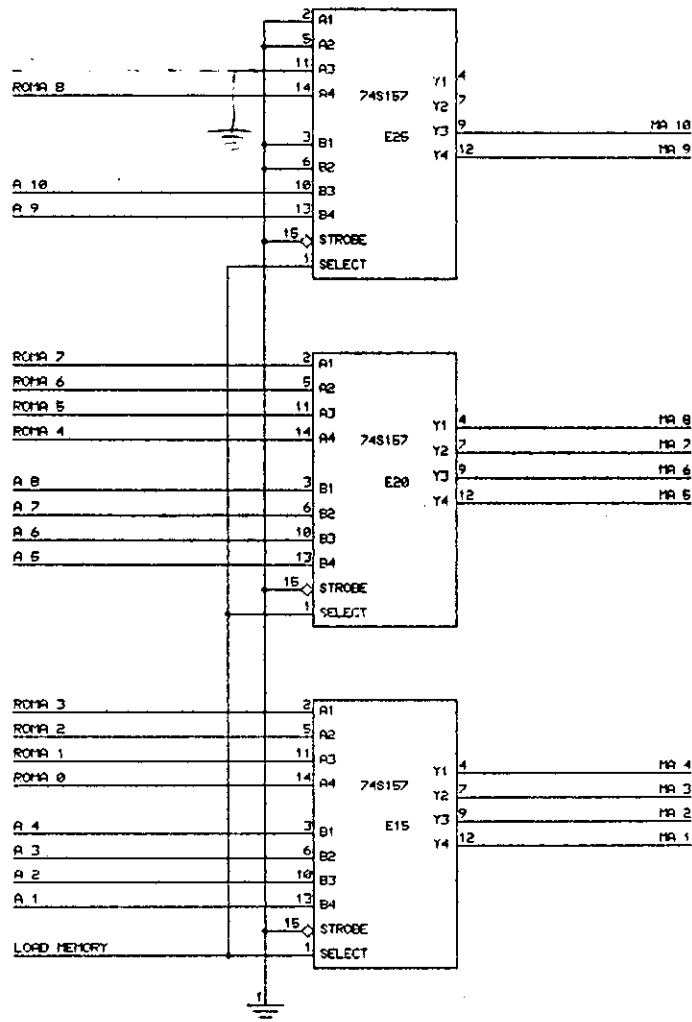 2 A1
5 A2
11 A3
ROMA 8 14 A4
74S157
E25
3 B1
6 B2
A 10 10 B3
A 9 13 B4
15 STROBE
1 SELECT
Y1 4
Y2 7
Y3 9 MA 10
Y4 12 MA 9
ROMA 7 2 A1
ROMA 6 5 A2
ROMA 5 11 A3
ROMA 4 14 A4
74S157
E20
A 8 3 B1
A 7 6 B2
A 6 10 B3
A 5 13 B4
15 STROBE
1 SELECT
Y1 4 MA 8
Y2 7 MA 7
Y3 9 MA 6
Y4 12 MA 5
ROMA 3 2 A1
ROMA 2 5 A2
ROMA 1 11 A3
ROMA 0 14 A4
74S157
E15
A 4 3 B1
A 3 6 B2
A 2 10 B3
A 1 13 B4
15 STROBE
LOAD MEMORY 1 SELECT
Y1 4 MA 4
Y2 7 MA 3
Y3 9 MA 2
Y4 12 MA 1
1